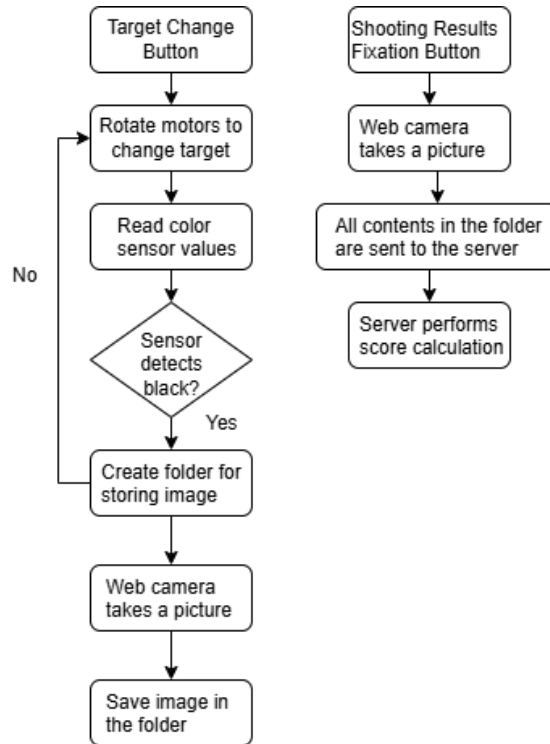 Target Change
Button
Rotate motors to
change target
Read color
sensor values
No
Sensor
detects
black?
Yes
Create folder for
storing image
Web camera
takes a picture
Save image in
the folder
Shooting Results
Fixation Button
Web camera
takes a picture
All contents in the folder
are sent to the server
Server performs
score calculation